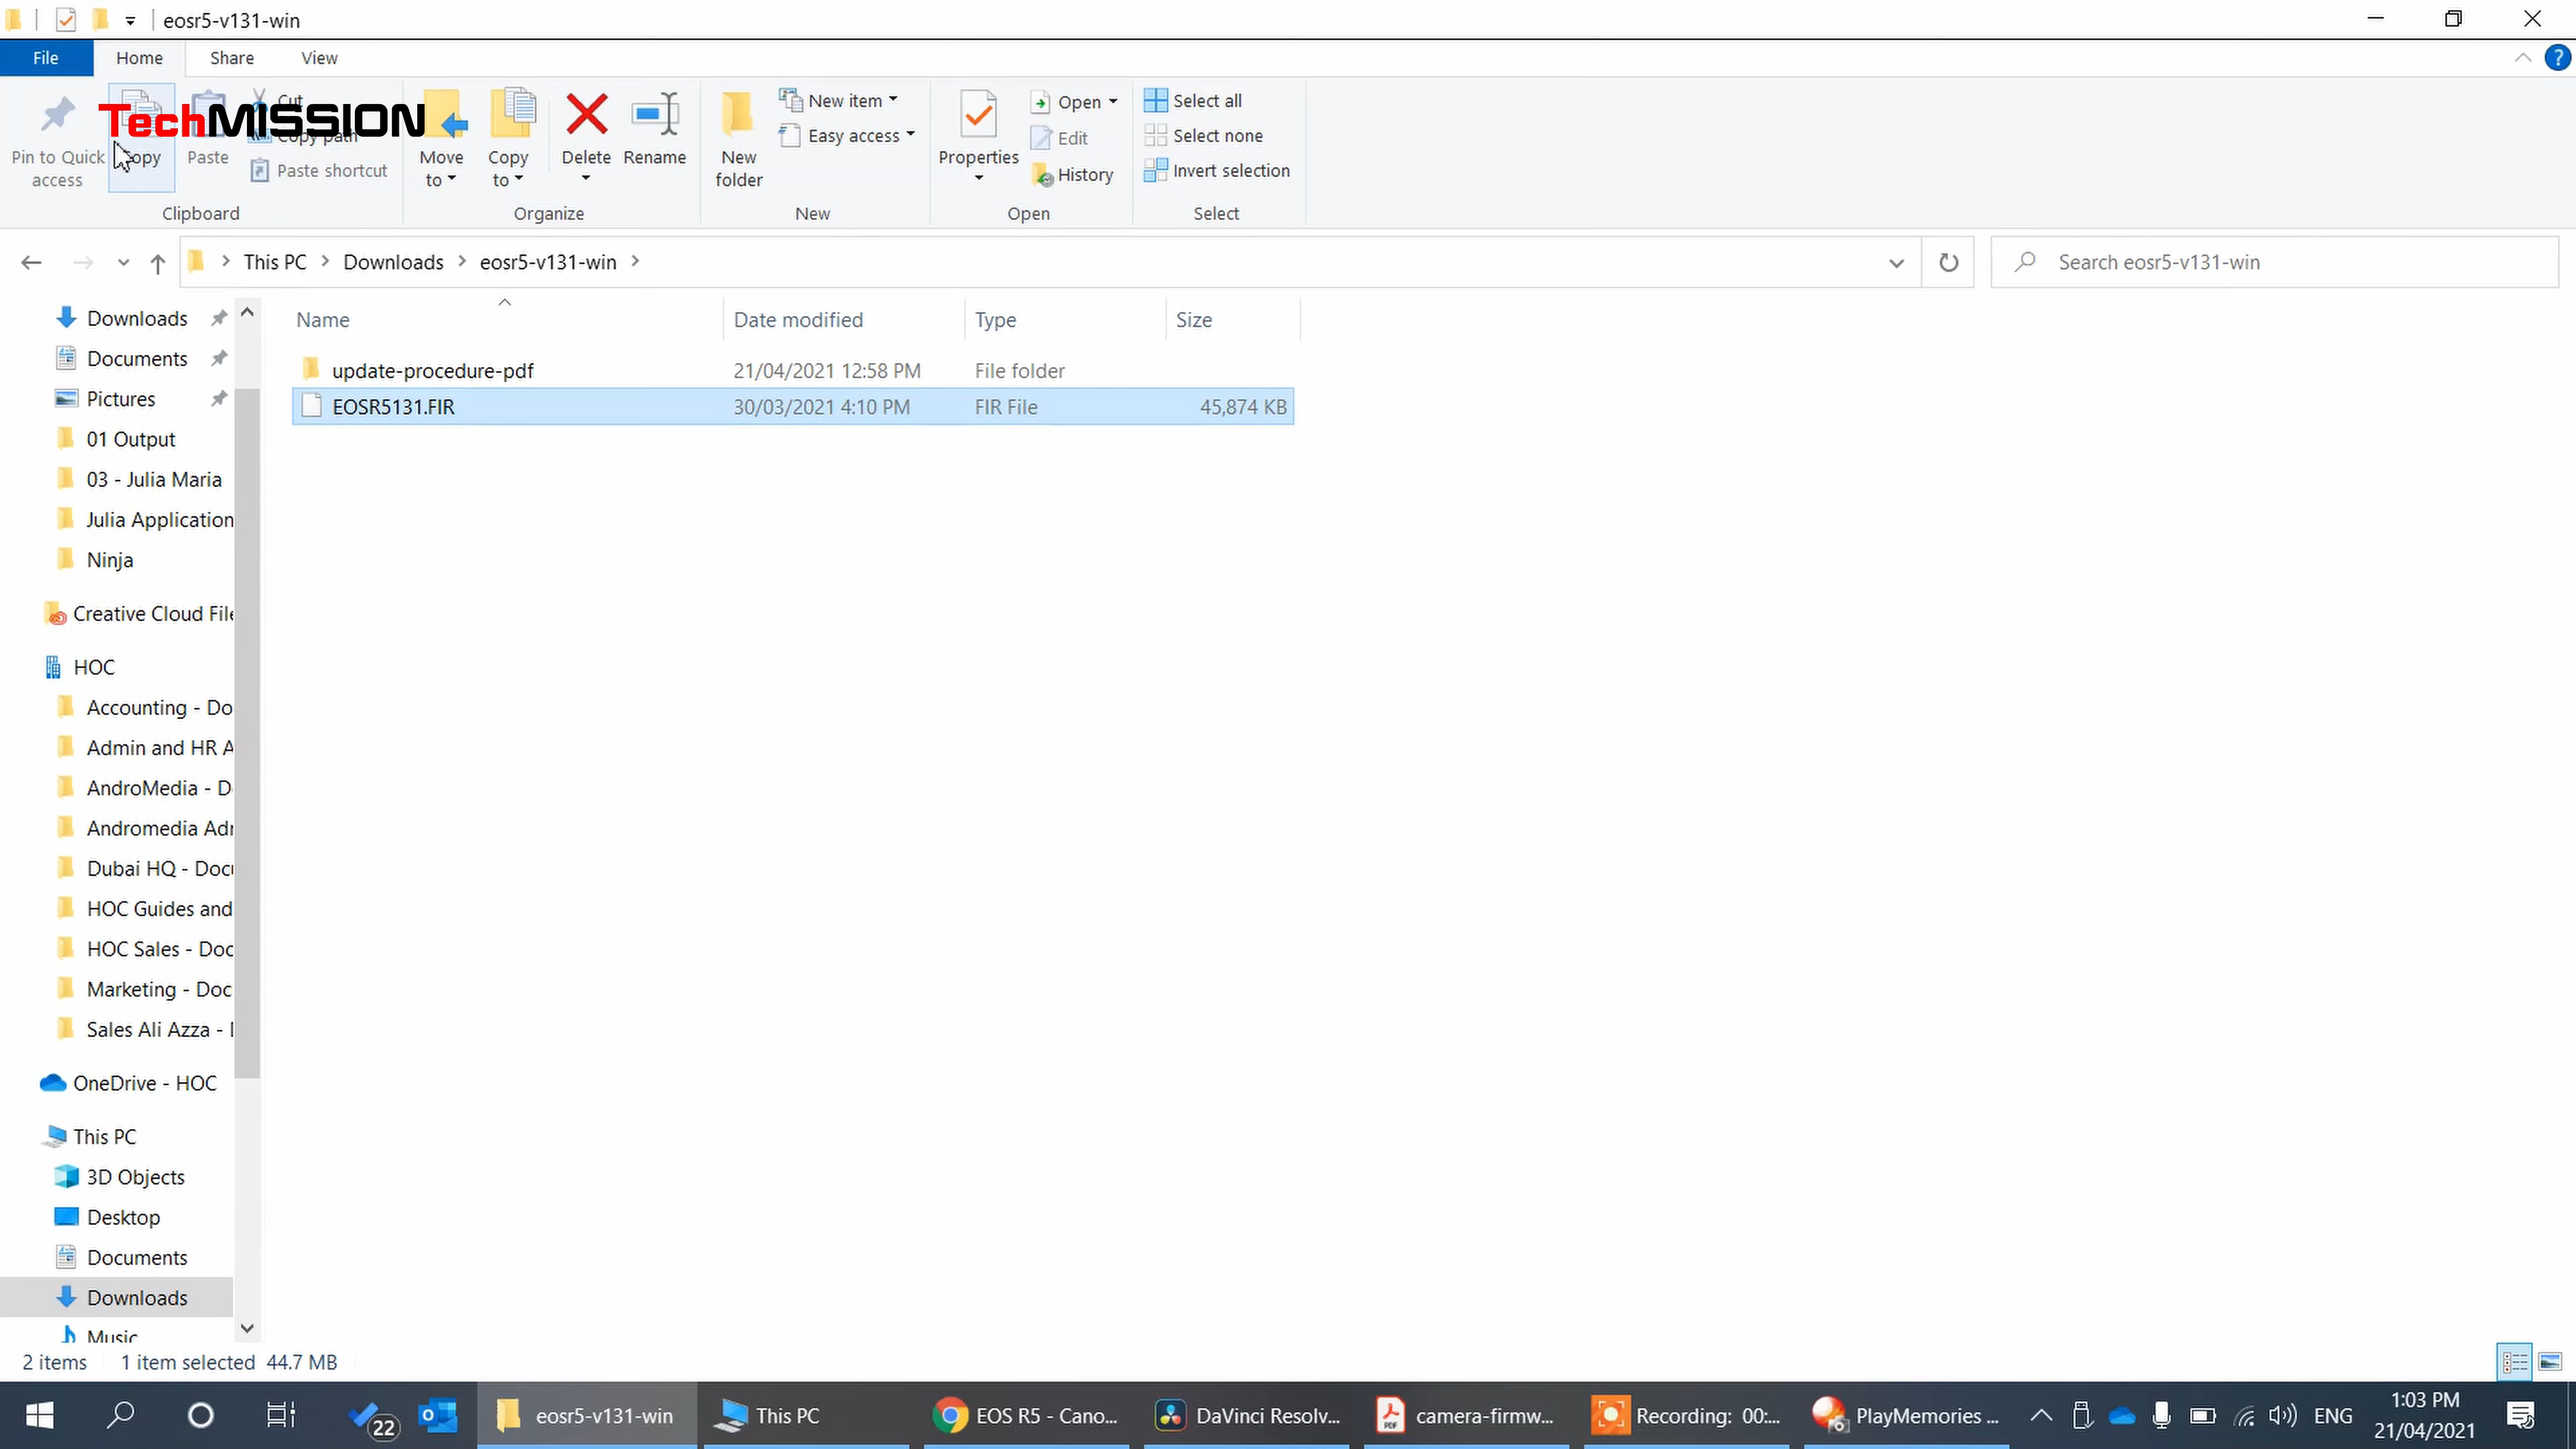 eosr5-v131-win
File Home Share View
TechMISSION
Pin to Quick access
Copy
Paste
Cut
Copy path
Paste shortcut
Clipboard
Move to
Copy to
Delete
Rename
Organize
New folder
New item
Easy access
New
Properties
Open
Edit
History
Open
Select all
Select none
Invert selection
Select
This PC Downloads eosr5-v131-win
Search eosr5-v131-win
Name Date modified Type Size
update-procedure-pdf 21/04/2021 12:58 PM File folder
EOSR5131.FIR 30/03/2021 4:10 PM FIR File 45,874 KB
Downloads
Documents
Pictures
01 Output
03 - Julia Maria
Julia Application
Ninja
Creative Cloud File
HOC
Accounting - Do
Admin and HR A
AndroMedia - D
Andromedia Adr
Dubai HQ - Docu
HOC Guides and
HOC Sales - Doc
Marketing - Doc
Sales Ali Azza - D
OneDrive - HOC
This PC
3D Objects
Desktop
Documents
Downloads
Music
2 items 1 item selected 44.7 MB
22
eosr5-v131-win
This PC
EOS R5 - Cano...
DaVinci Resolv...
camera-firmw...
Recording: 00:...
PlayMemories ...
ENG
1:03 PM
21/04/2021